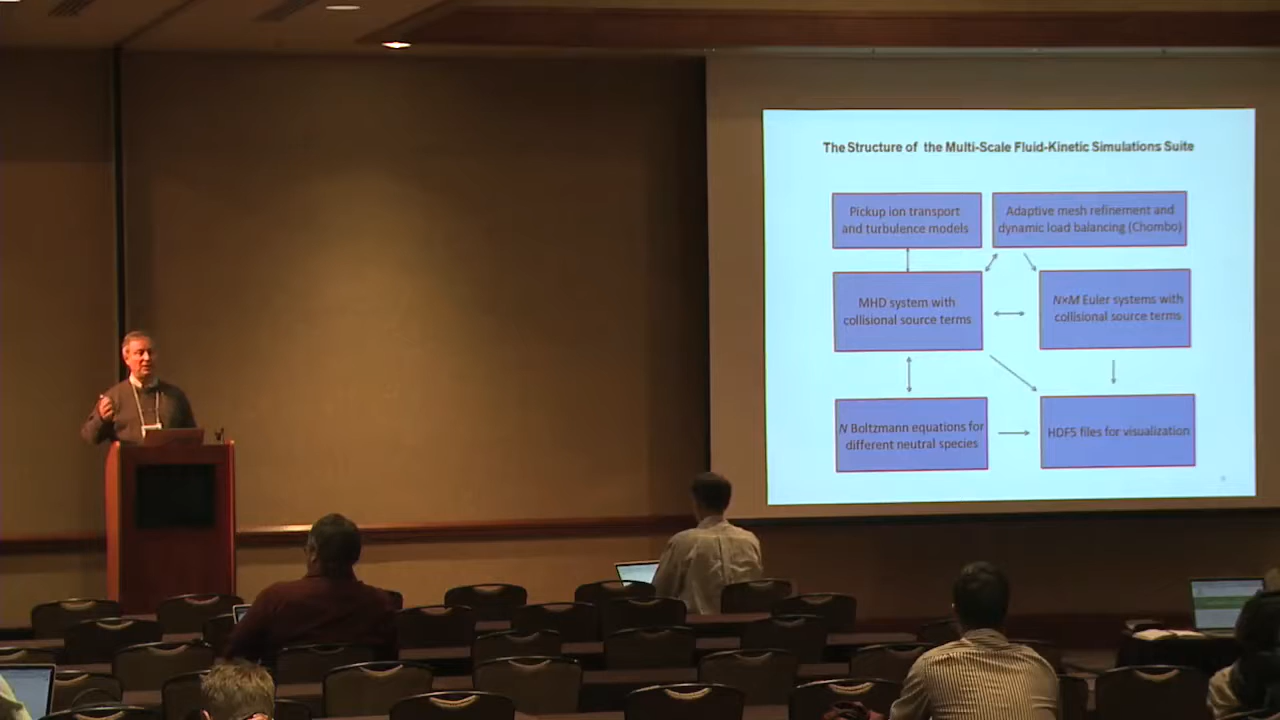 The Structure of the Multi-Scale Fluid-Kinetic Simulations Suite
Pickup ion transport
and turbulence models
Adaptive mesh refinement and
dynamic load balancing (Chombo)
MHD system with
collisional source terms
N×M Euler systems with
collisional source terms
N Boltzmann equations for
different neutral species
HDF5 files for visualization